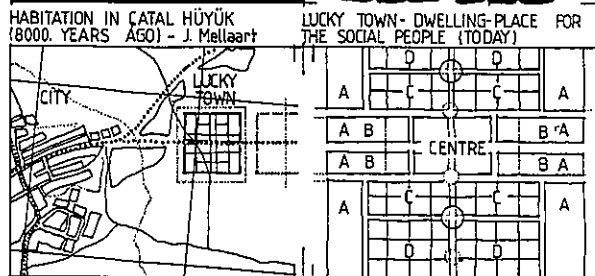 HABITATION IN CATAL HÜYÜK
(8000. YEARS AGO) - J. Mellaart
LUCKY TOWN - DWELLING-PLACE FOR
THE SOCIAL PEOPLE (TODAY)
CITY
LUCKY
TOWN
D D
A C C A
A B B A
CENTRE
A B B A
A C C A
D D